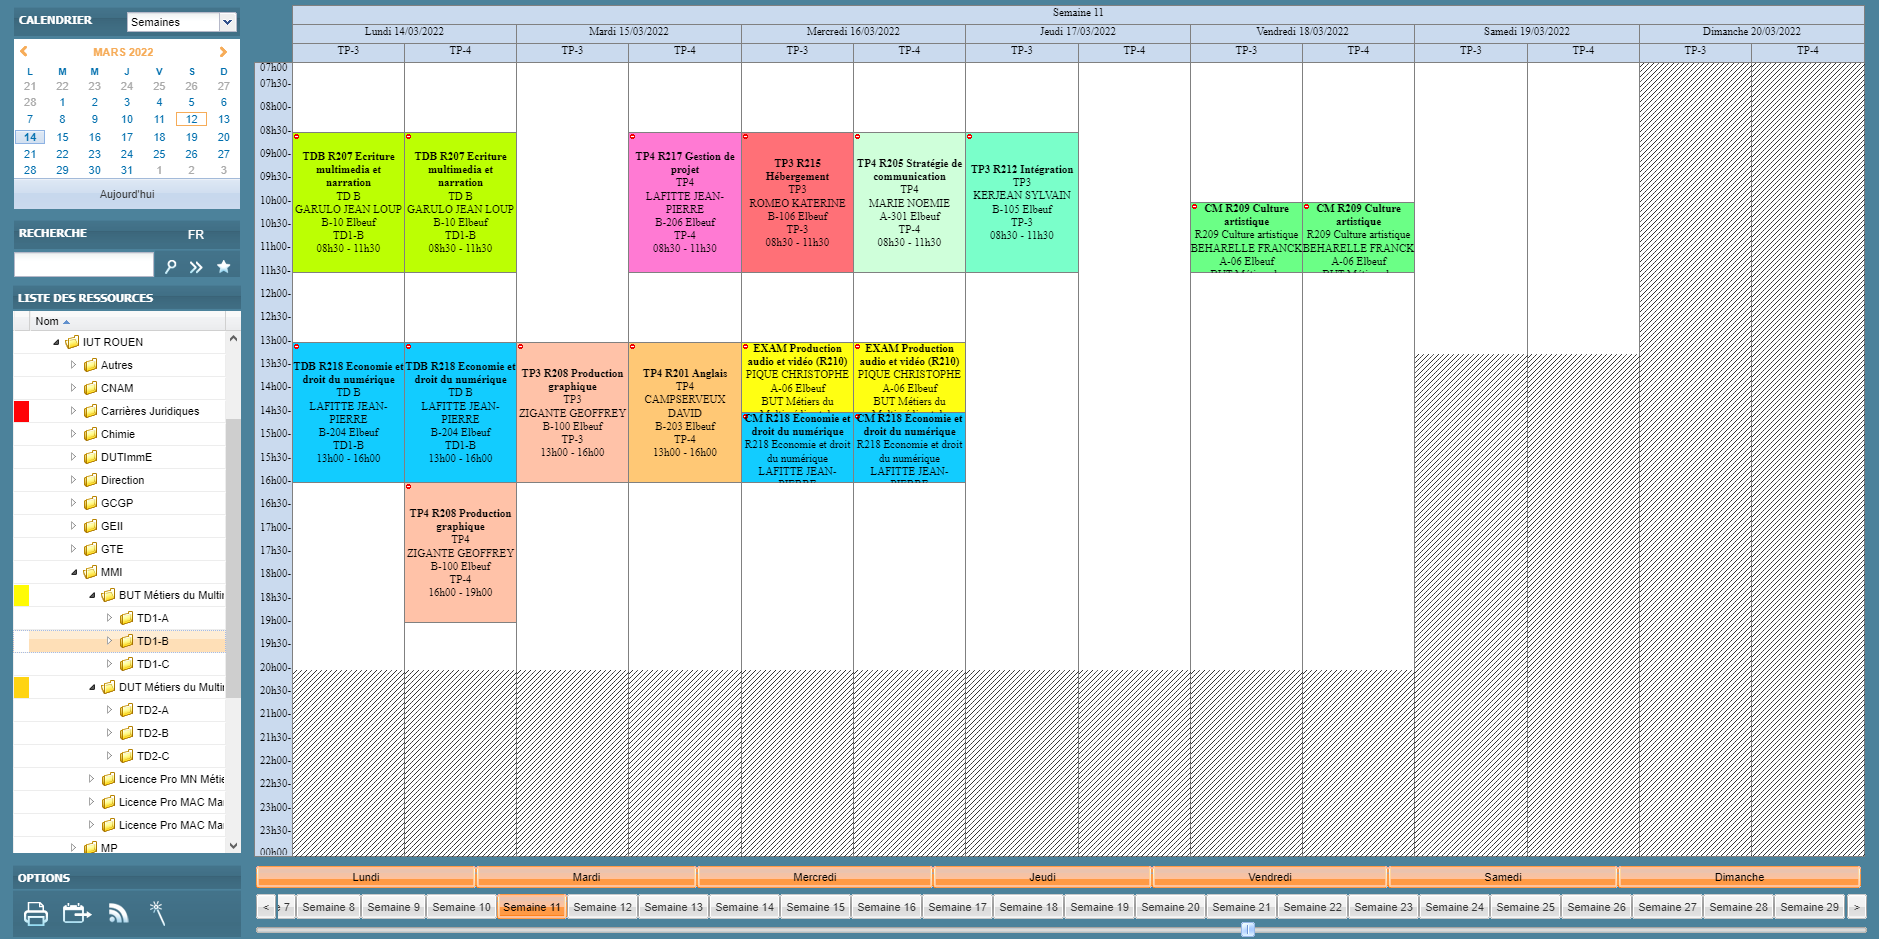 CALENDRIER
Semaines
MARS 2022
L M M J V S D
21 22 23 24 25 26 27
28 1 2 3 4 5 6
7 8 9 10 11 12 13
14 15 16 17 18 19 20
21 22 23 24 25 26 27
28 29 30 31 1 2 3
Aujourd'hui
RECHERCHE FR
LISTE DES RESSOURCES
Nom
IUT ROUEN
Autres
CNAM
Carrières Juridiques
Chimie
DUTImmE
Direction
GCGP
GEII
GTE
MMI
BUT Métiers du Multi
TD1-A
TD1-B
TD1-C
DUT Métiers du Multi
TD2-A
TD2-B
TD2-C
Licence Pro MN Métie
Licence Pro MAC Ma
Licence Pro MAC Ma
MP
OPTIONS
Semaine 11
Lundi 14/03/2022 Mardi 15/03/2022 Mercredi 16/03/2022 Jeudi 17/03/2022 Vendredi 18/03/2022 Samedi 19/03/2022 Dimanche 20/03/2022
TP-3 TP-4 TP-3 TP-4 TP-3 TP-4 TP-3 TP-4 TP-3 TP-4 TP-3 TP-4 TP-3 TP-4
07h00
07h30-
08h00-
08h30-
09h00-
09h30-
10h00-
10h30-
11h00-
11h30-
12h00-
12h30-
13h00-
13h30-
14h00-
14h30-
15h00-
15h30-
16h00-
16h30-
17h00-
17h30-
18h00-
18h30-
19h00-
19h30-
20h00-
20h30-
21h00-
21h30-
22h00-
22h30-
23h00-
23h30-
00h00
TDB R207 Ecriture
multimedia et
narration
TD B
GARULO JEAN LOUP
B-10 Elbeuf
TD1-B
08h30 - 11h30
TDB R207 Ecriture
multimedia et
narration
TD B
GARULO JEAN LOUP
B-10 Elbeuf
TD1-B
08h30 - 11h30
TP4 R217 Gestion de
projet
TP4
LAFITTE JEAN-
PIERRE
B-206 Elbeuf
TP-4
08h30 - 11h30
TP3 R215
Hébergement
TP3
ROMEO KATERINE
B-106 Elbeuf
TP-3
08h30 - 11h30
TP4 R205 Stratégie de
communication
TP4
MARIE NOEMIE
A-301 Elbeuf
TP-4
08h30 - 11h30
TP3 R212 Intégration
TP3
KERJEAN SYLVAIN
B-105 Elbeuf
TP-3
08h30 - 11h30
CM R209 Culture
artistique
R209 Culture artistique
BEHARELLE FRANCK
A-06 Elbeuf
BUT Métiers du
CM R209 Culture
artistique
R209 Culture artistique
BEHARELLE FRANCK
A-06 Elbeuf
BUT Métiers du
TDB R218 Economie et
droit du numérique
TD B
LAFITTE JEAN-
PIERRE
B-204 Elbeuf
TD1-B
13h00 - 16h00
TDB R218 Economie et
droit du numérique
TD B
LAFITTE JEAN-
PIERRE
B-204 Elbeuf
TD1-B
13h00 - 16h00
TP3 R208 Production
graphique
TP3
ZIGANTE GEOFFREY
B-100 Elbeuf
TP-3
13h00 - 16h00
TP4 R201 Anglais
TP4
CAMPSERVEUX
DAVID
B-203 Elbeuf
TP-4
13h00 - 16h00
EXAM Production
audio et vidéo (R210)
PIQUE CHRISTOPHE
A-06 Elbeuf
BUT Métiers du
Multimédia et de
EXAM Production
audio et vidéo (R210)
PIQUE CHRISTOPHE
A-06 Elbeuf
BUT Métiers du
Multimédia et de
CM R218 Economie et
droit du numérique
R218 Economie et droit
du numérique
LAFITTE JEAN-
PIERRE
CM R218 Economie et
droit du numérique
R218 Economie et droit
du numérique
LAFITTE JEAN-
PIERRE
TP4 R208 Production
graphique
TP4
ZIGANTE GEOFFREY
B-100 Elbeuf
TP-4
16h00 - 19h00
Lundi Mardi Mercredi Jeudi Vendredi Samedi Dimanche
< 7 Semaine 8 Semaine 9 Semaine 10 Semaine 11 Semaine 12 Semaine 13 Semaine 14 Semaine 15 Semaine 16 Semaine 17 Semaine 18 Semaine 19 Semaine 20 Semaine 21 Semaine 22 Semaine 23 Semaine 24 Semaine 25 Semaine 26 Semaine 27 Semaine 28 Semaine 29 >